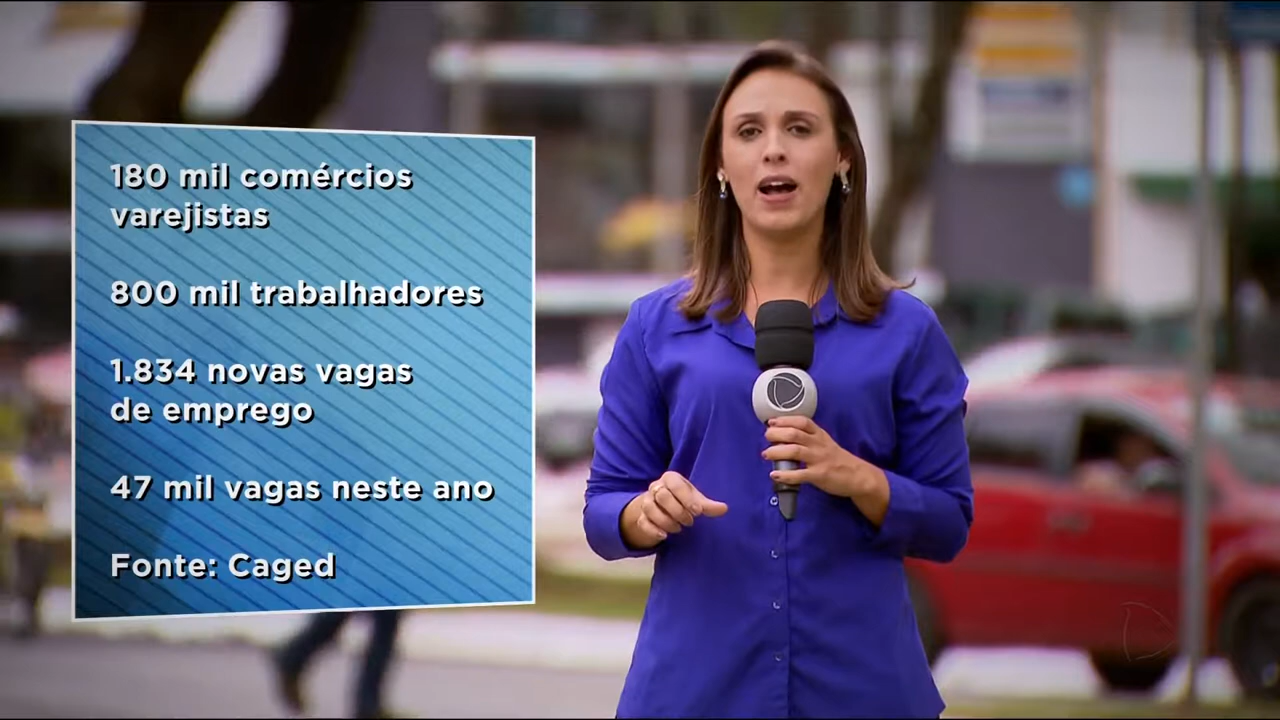 180 mil comércios
varejistas
800 mil trabalhadores
1.834 novas vagas
de emprego
47 mil vagas neste ano
Fonte: Caged